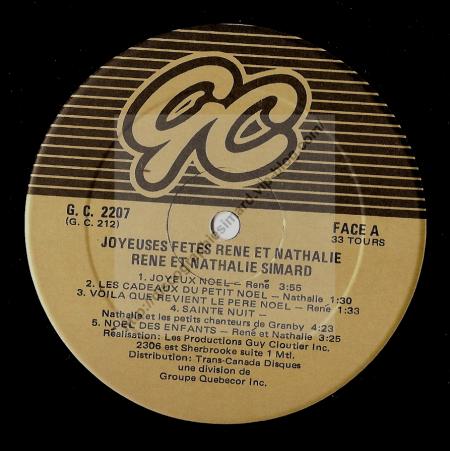 GC
G. C. 2207
(G. C. 212)
FACE A
33 TOURS
JOYEUSES FETES RENE ET NATHALIE
RENE ET NATHALIE SIMARD
1. JOYEUX NOEL — René 3:55
2. LES CADEAUX DU PETIT NOEL — Nathalie 1:30
3. VOILA QUE REVIENT LE PERE NOEL — René 1:33
4. SAINTE NUIT —
Nathalie et les petits chanteurs de Granby 4:23
5. NOEL DES ENFANTS — René et Nathalie 3:25
Réalisation: Les Productions Guy Cloutier Inc.
2306 est Sherbrooke suite 1 Mtl.
Distribution: Trans-Canada Disques
une division de
Groupe Quebecor Inc.